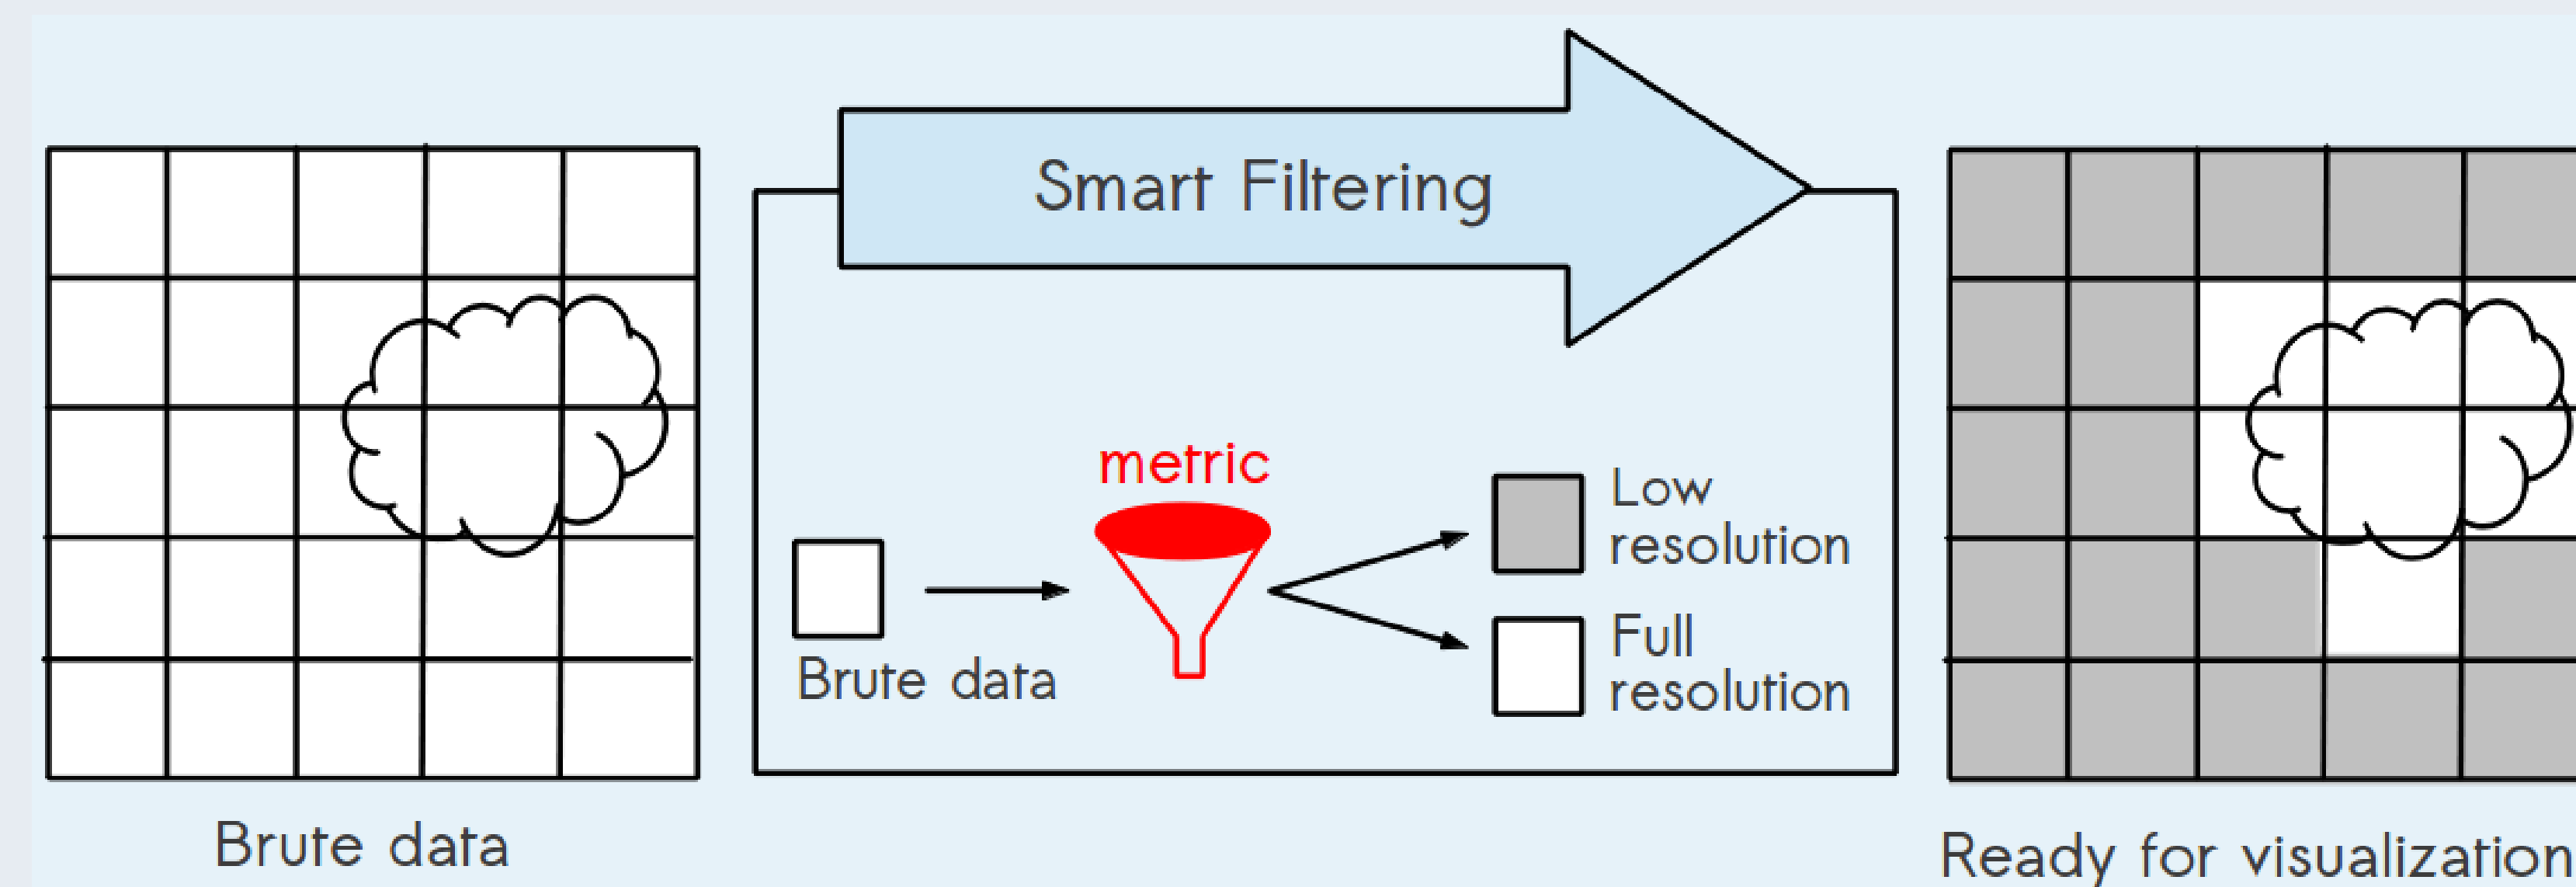 Smart Filtering
metric
Low
resolution
Full
resolution
Brute data
Brute data
Ready for visualization